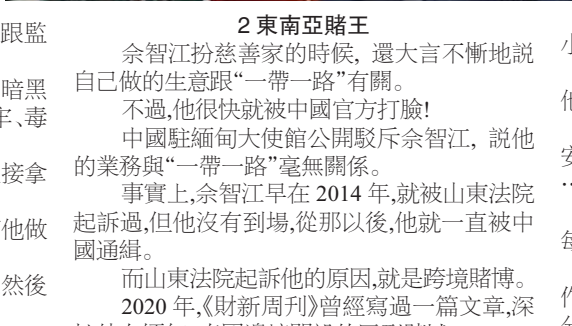 跟監
暗黑
牢、毒
接拿
他做
然後
2 東南亞賭王
佘智江扮慈善家的時候, 還大言不慚地説
自己做的生意跟“一帶一路”有關。
不過,他很快就被中國官方打臉!
中國駐緬甸大使館公開駁斥佘智江, 説他
的業務與“一帶一路”毫無關係。
事實上,佘智江早在 2014 年,就被山東法院
起訴過,但他沒有到場,從那以後,他就一直被中
國通緝。
而山東法院起訴他的原因,就是跨境賭博。
2020 年,《財新周刊》曾經寫過一篇文章,深